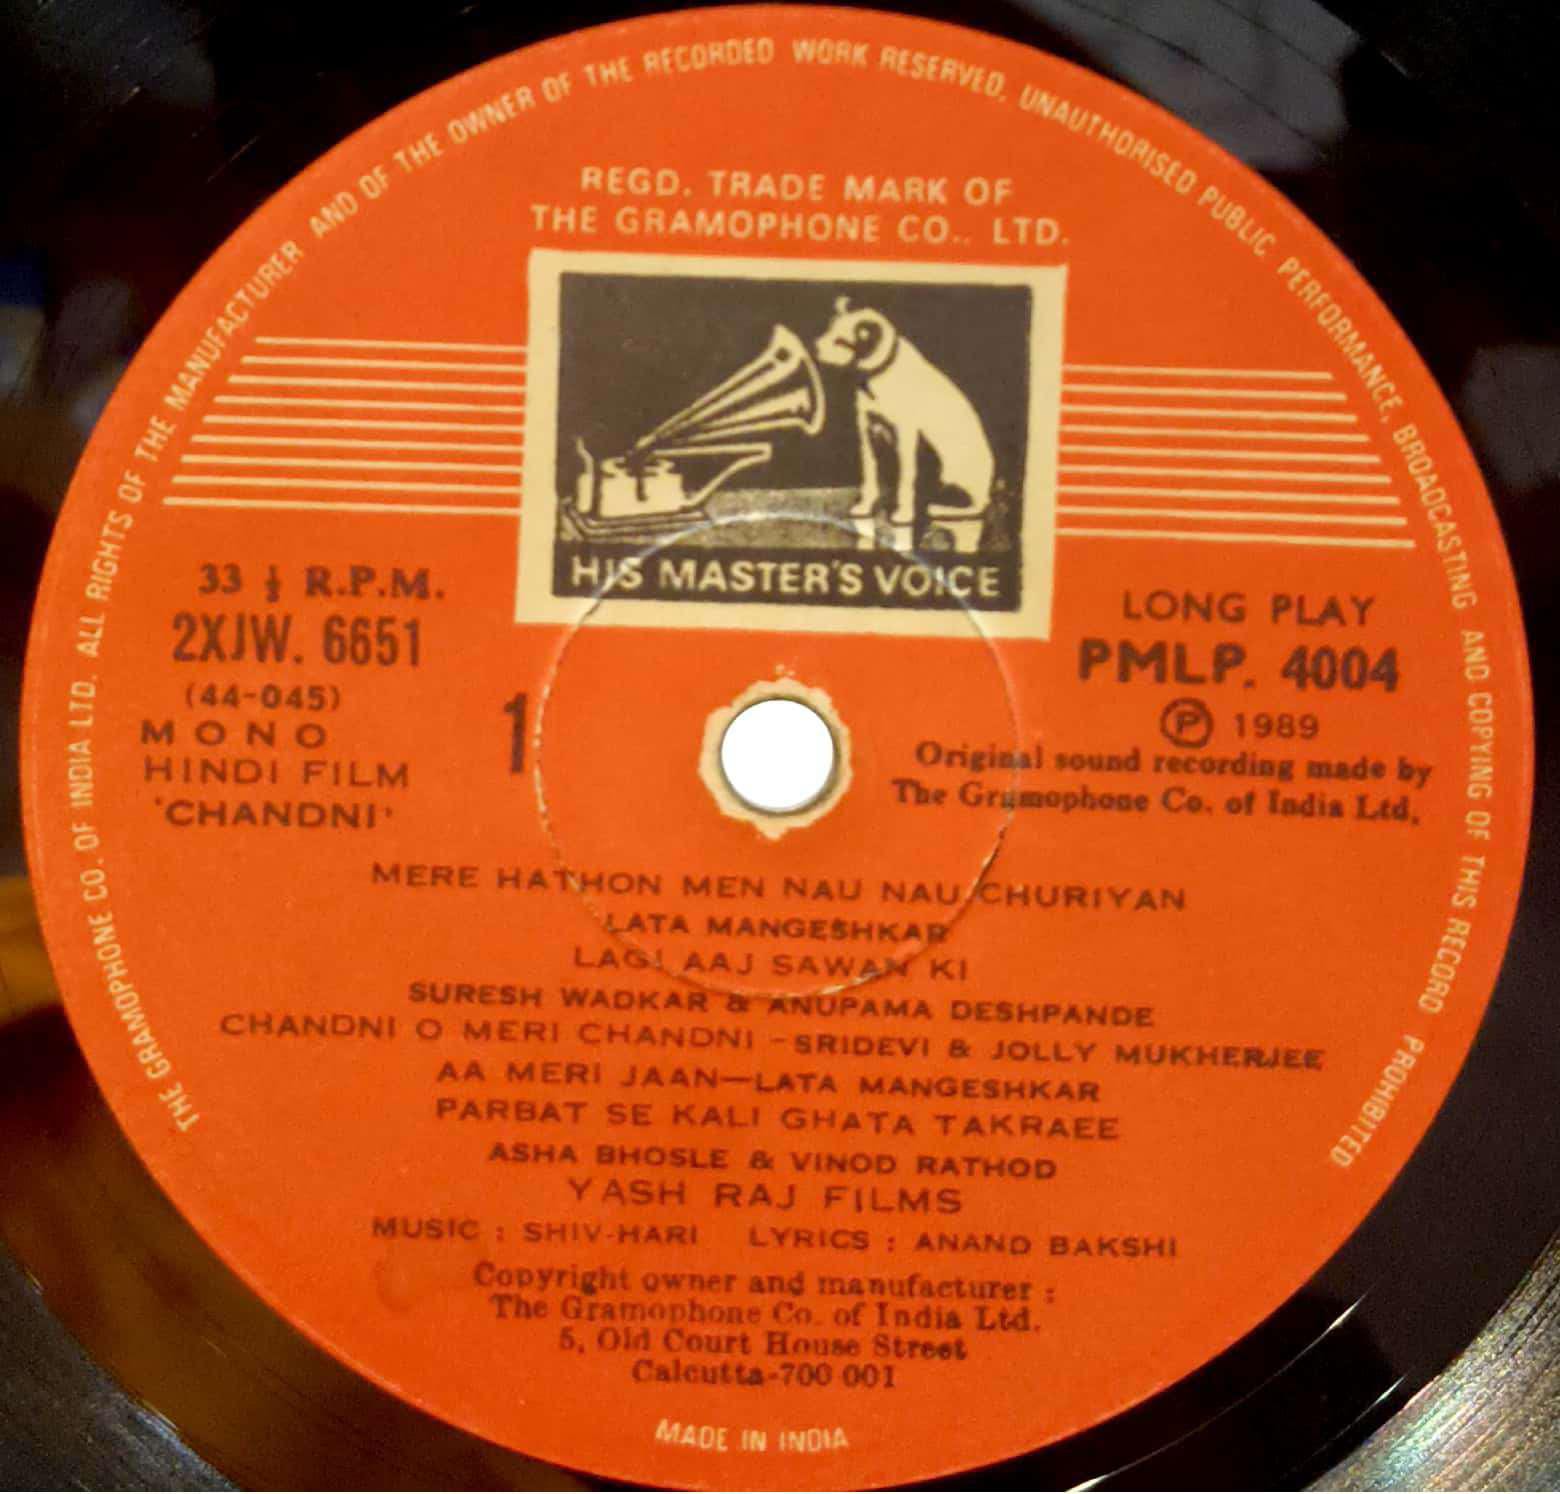 THE GRAMOPHONE CO. OF INDIA LTD. ALL RIGHTS OF THE MANUFACTURER AND OF THE OWNER OF THE RECORDED WORK RESERVED. UNAUTHORISED PUBLIC PERFORMANCE, BROADCASTING AND COPYING OF THIS RECORD PROHIBITED
REGD. TRADE MARK OF
THE GRAMOPHONE CO., LTD.
HIS MASTER'S VOICE
33 ⅓ R.P.M.
2XJW. 6651
(44-045)
MONO
HINDI FILM
'CHANDNI'
1
LONG PLAY
PMLP. 4004
Ⓟ 1989
Original sound recording made by
The Gramophone Co. of India Ltd.
MERE HATHON MEN NAU NAU CHURIYAN
LATA MANGESHKAR
LAGI AAJ SAWAN KI
SURESH WADKAR & ANUPAMA DESHPANDE
CHANDNI O MERI CHANDNI -SRIDEVI & JOLLY MUKHERJEE
AA MERI JAAN—LATA MANGESHKAR
PARBAT SE KALI GHATA TAKRAEE
ASHA BHOSLE & VINOD RATHOD
YASH RAJ FILMS
MUSIC : SHIV-HARI LYRICS : ANAND BAKSHI
Copyright owner and manufacturer :
The Gramophone Co. of India Ltd.
5, Old Court House Street
Calcutta-700 001
MADE IN INDIA